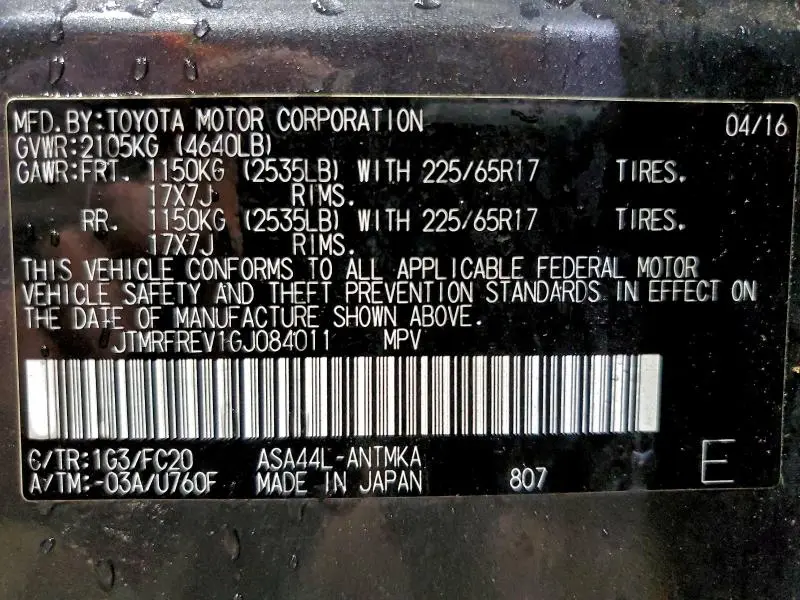 MFD. BY: TOYOTA MOTOR CORPORATION 04/16
GVWR: 2105KG (4640LB)
GAWR: FRT. 1150KG (2535LB) WITH 225/65R17 TIRES.
17X7J RIMS.
RR. 1150KG (2535LB) WITH 225/65R17 TIRES.
17X7J RIMS.
THIS VEHICLE CONFORMS TO ALL APPLICABLE FEDERAL MOTOR
VEHICLE SAFETY AND THEFT PREVENTION STANDARDS IN EFFECT ON
THE DATE OF MANUFACTURE SHOWN ABOVE.
JTMRFREV1GJ084011 MPV
C/TR: 1G3/FC20 ASA44L-ANTMKA
A/TM: -03A/U760F MADE IN JAPAN 807 E